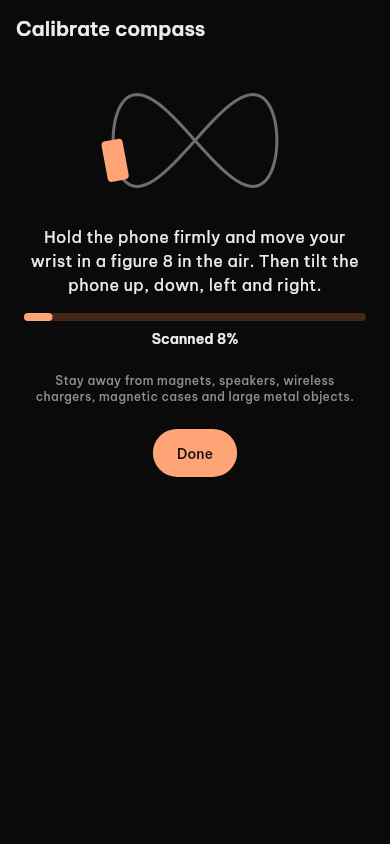 Calibrate compass
Hold the phone firmly and move your
wrist in a figure 8 in the air. Then tilt the
phone up, down, left and right.
Scanned 8%
Stay away from magnets, speakers, wireless
chargers, magnetic cases and large metal objects.
Done